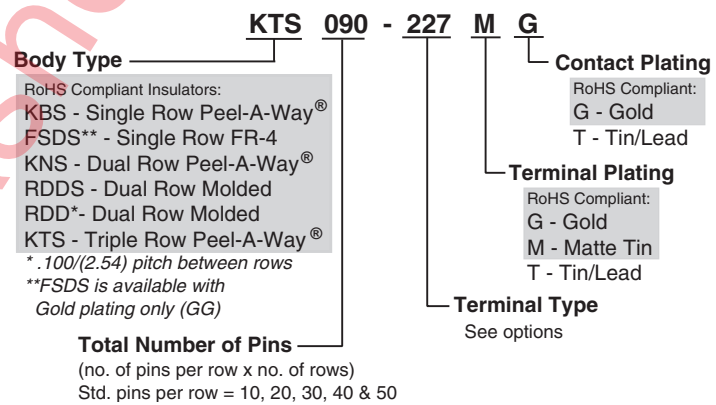 KTS 090 - 227 M G
Body Type
RoHS Compliant Insulators:
KBS - Single Row Peel-A-Way®
FSDS** - Single Row FR-4
KNS - Dual Row Peel-A-Way®
RDDS - Dual Row Molded
RDD*- Dual Row Molded
KTS - Triple Row Peel-A-Way®
* .100/(2.54) pitch between rows
**FSDS is available with
Gold plating only (GG)
Total Number of Pins
(no. of pins per row x no. of rows)
Std. pins per row = 10, 20, 30, 40 & 50
Contact Plating
RoHS Compliant:
G - Gold
T - Tin/Lead
Terminal Plating
RoHS Compliant:
G - Gold
M - Matte Tin
T - Tin/Lead
Terminal Type
See options